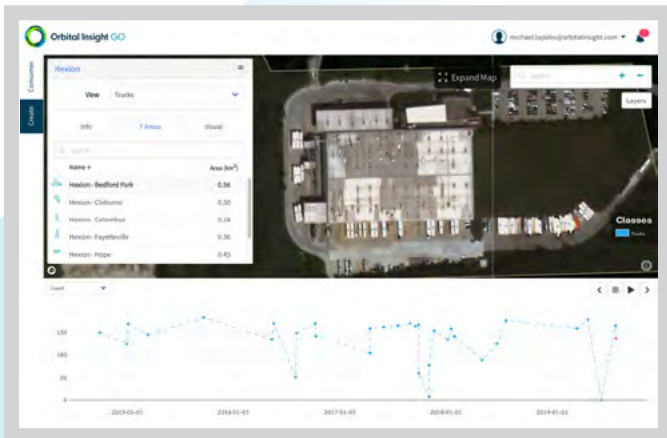 Orbital Insight GO
michael.lapides@orbitalinsight.com
Consumer
Create
Hexion
View Trucks
Info 7 Areas Visual
Search
Name Area (km²)
Hexion - Bedford Park 0.56
Hexion - Cleburne 0.50
Hexion - Columbus 0.24
Hexion - Fayetteville 0.36
Hexion - Hope 0.45
Expand Map
Search
Layers
Classes
Trucks
Count
150
100
50
0
2015-01-01 2016-01-01 2017-01-01 2018-01-01 2019-01-01